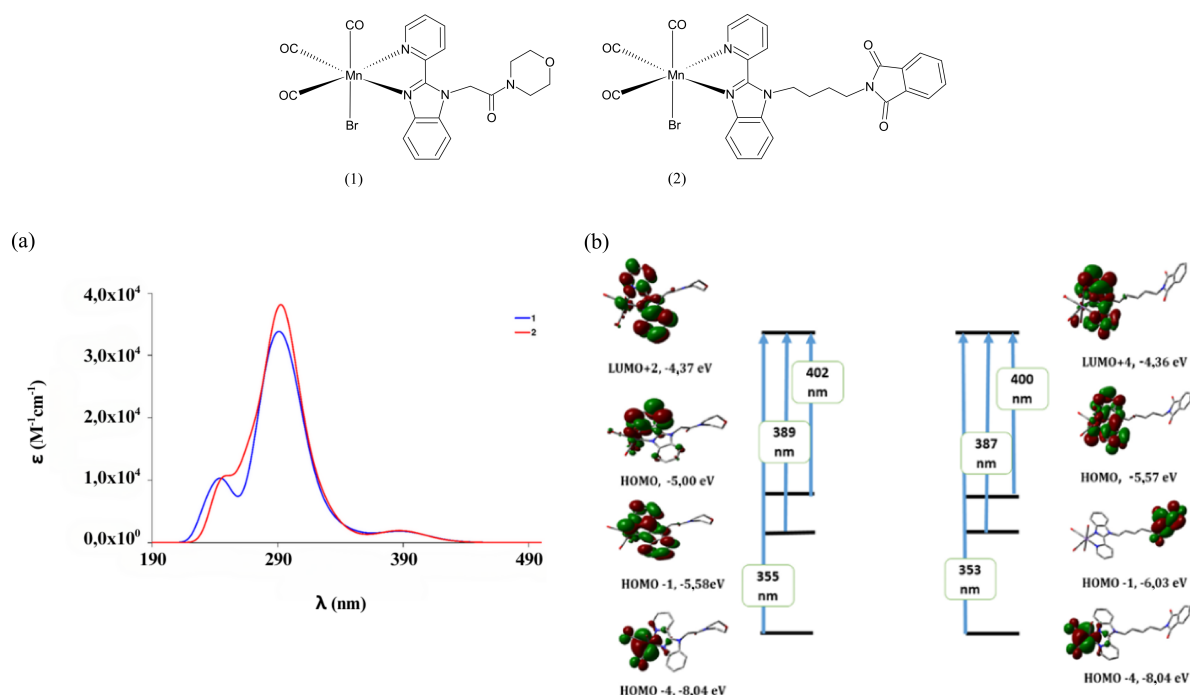 CO
CO
OC
N
OC
N
Mn
O
Mn
O
N
N
N
N
N
OC
OC
O
Br
O
Br
(1)
(2)
(a)
(b)
4,0x10⁴
3,0x10⁴
2,0x10⁴
1,0x10⁴
0,0x10⁰
190
290
390
490
ε (M⁻¹cm⁻¹)
λ (nm)
1
2
LUMO+2, -4,37 eV
HOMO, -5,00 eV
HOMO -1, -5,58eV
HOMO -4, -8,04 eV
402
nm
389
nm
355
nm
400
nm
387
nm
353
nm
LUMO+4, -4,36 eV
HOMO, -5,57 eV
HOMO -1, -6,03 eV
HOMO -4, -8,04 eV